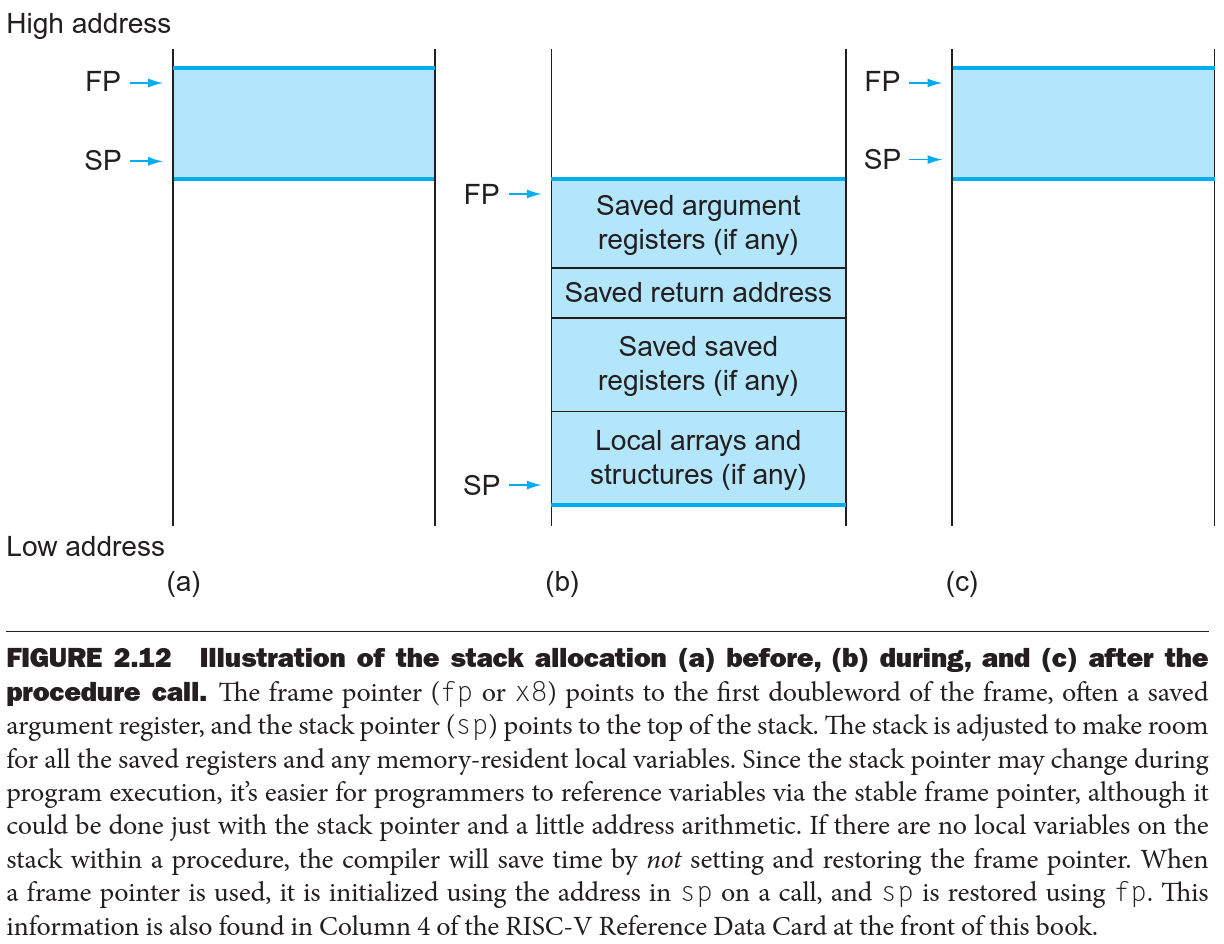 High address
FP
SP
FP
Saved argument
registers (if any)
Saved return address
Saved saved
registers (if any)
Local arrays and
structures (if any)
SP
FP
SP
Low address
(a)
(b)
(c)
FIGURE 2.12 Illustration of the stack allocation (a) before, (b) during, and (c) after the
procedure call. The frame pointer (fp or x8) points to the first doubleword of the frame, often a saved
argument register, and the stack pointer (sp) points to the top of the stack. The stack is adjusted to make room
for all the saved registers and any memory-resident local variables. Since the stack pointer may change during
program execution, it’s easier for programmers to reference variables via the stable frame pointer, although it
could be done just with the stack pointer and a little address arithmetic. If there are no local variables on the
stack within a procedure, the compiler will save time by not setting and restoring the frame pointer. When
a frame pointer is used, it is initialized using the address in sp on a call, and sp is restored using fp. This
information is also found in Column 4 of the RISC-V Reference Data Card at the front of this book.